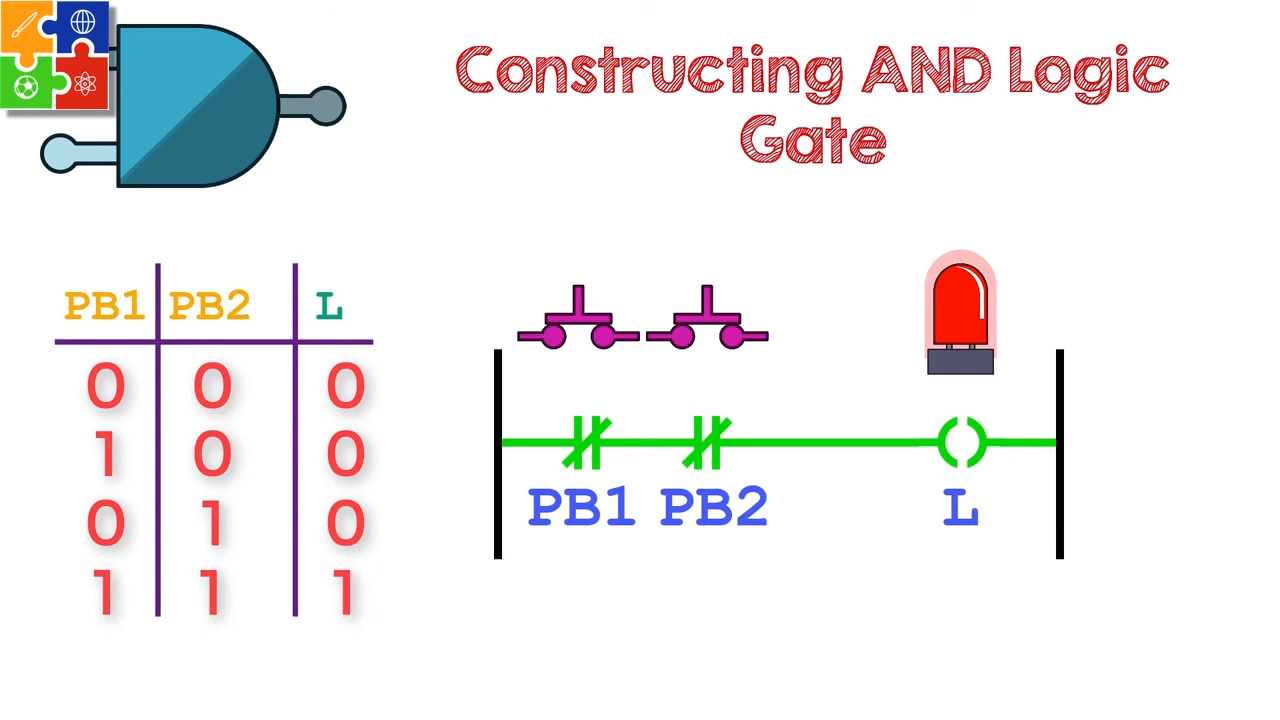 Constructing AND Logic
Gate
PB1 PB2 L
0 0 0
1 0 0
0 1 0
1 1 1
PB1 PB2 L